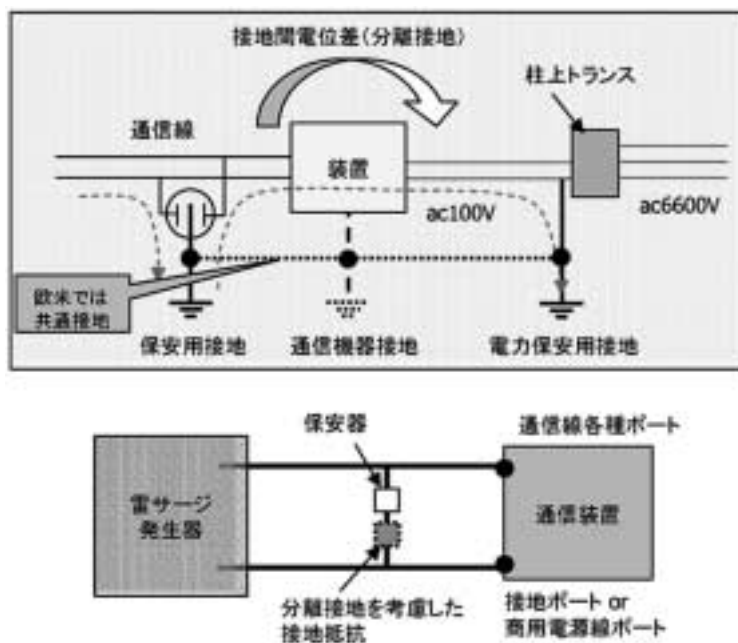 接地間電位差(分離接地)
柱上トランス
通信線
装置
ac100V
ac6600V
欧米では
共通接地
保安用接地
通信機器接地
電力保安用接地
保安器
通信線各種ポート
雷サージ
発生器
通信装置
分離接地を考慮した
接地抵抗
接地ポート or
商用電源線ポート